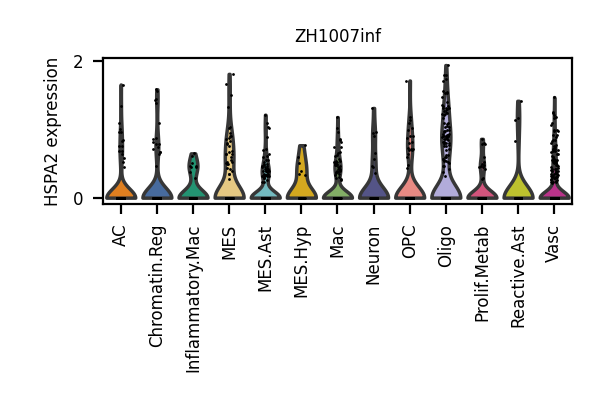 ZH1007inf
HSPA2 expression
2
0
AC
Chromatin.Reg
Inflammatory.Mac
MES
MES.Ast
MES.Hyp
Mac
Neuron
OPC
Oligo
Prolif.Metab
Reactive.Ast
Vasc